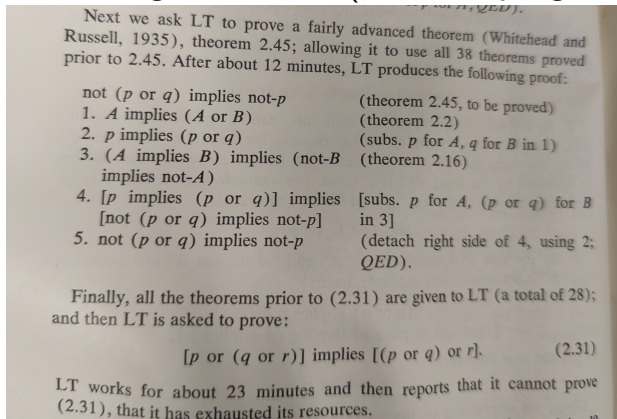 QED).
Next we ask LT to prove a fairly advanced theorem (Whitehead and
Russell, 1935), theorem 2.45; allowing it to use all 38 theorems proved
prior to 2.45. After about 12 minutes, LT produces the following proof:
not (p or q) implies not-p (theorem 2.45, to be proved)
1. A implies (A or B) (theorem 2.2)
2. p implies (p or q) (subs. p for A, q for B in 1)
3. (A implies B) implies (not-B (theorem 2.16)
implies not-A)
4. [p implies (p or q)] implies [subs. p for A, (p or q) for B
[not (p or q) implies not-p] in 3]
5. not (p or q) implies not-p (detach right side of 4, using 2;
QED).
Finally, all the theorems prior to (2.31) are given to LT (a total of 28);
and then LT is asked to prove:
[p or (q or r)] implies [(p or q) or r]. (2.31)
LT works for about 23 minutes and then reports that it cannot prove
(2.31), that it has exhausted its resources.